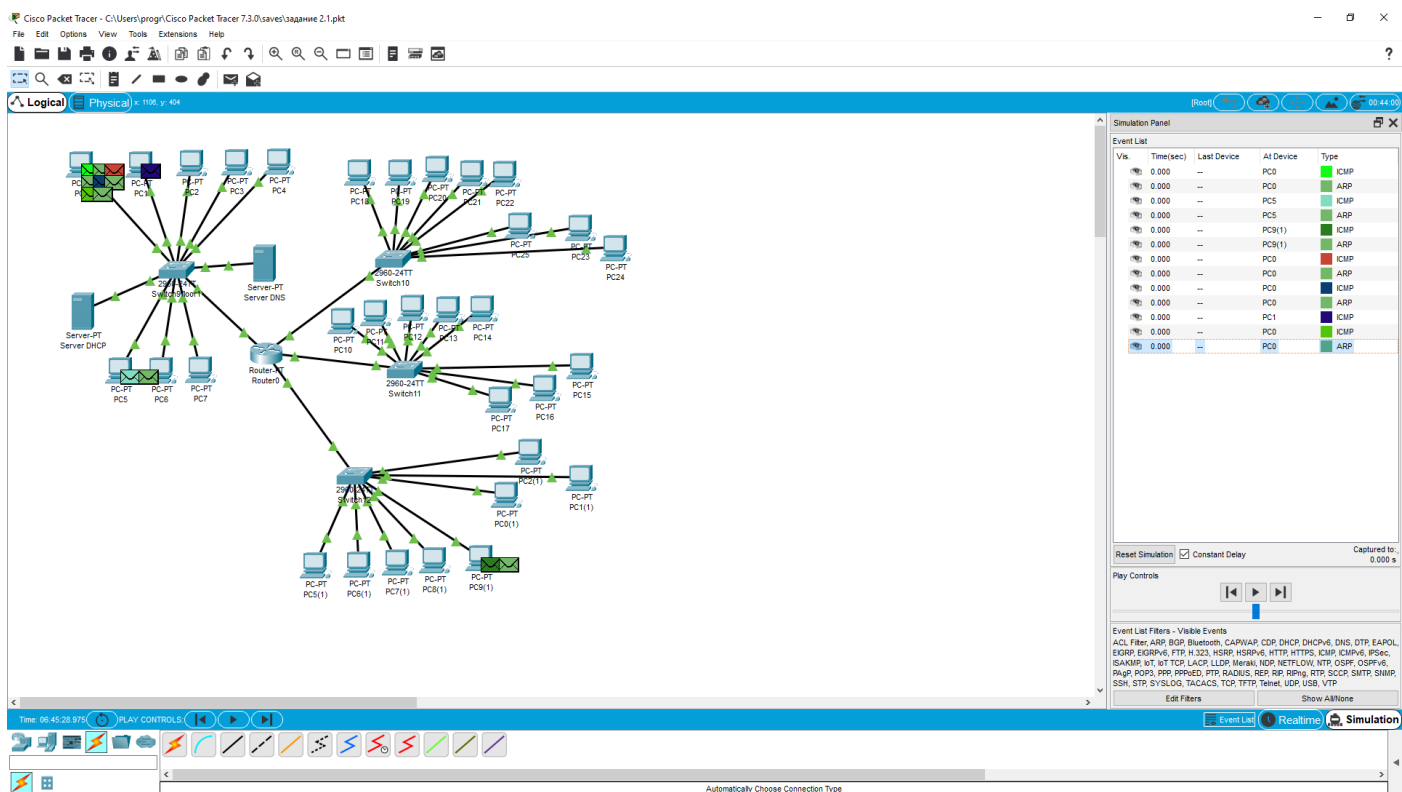 Cisco Packet Tracer - C:\Users\progr\Cisco Packet Tracer 7.3.0\saves\задание 2.1.pkt
File Edit Options View Tools Extensions Help
?
Logical Physical x: 1106, y: 404 [Root] 00:44:00
PC-PT
PC1
PC-PT
PC2
PC-PT
PC3
PC-PT
PC4
2960-24TT
Switch9floor1
Server-PT
Server DNS
Server-PT
Server DHCP
PC-PT
PC5
PC-PT
PC6
PC-PT
PC7
Router-PT
Router0
PC-PT
PC18
PC-PT
PC19
PC-PT
PC20
PC-PT
PC21
PC-PT
PC22
PC-PT
PC25
PC-PT
PC23
PC-PT
PC24
2960-24TT
Switch10
PC-PT
PC10
PC-PT
PC11
PC-PT
PC12
PC-PT
PC13
PC-PT
PC14
2960-24TT
Switch11
PC-PT
PC15
PC-PT
PC16
PC-PT
PC17
2960-24TT
Switch12
PC-PT
PC2(1)
PC-PT
PC1(1)
PC-PT
PC0(1)
PC-PT
PC5(1)
PC-PT
PC6(1)
PC-PT
PC7(1)
PC-PT
PC8(1)
PC-PT
PC9(1)
Simulation Panel
Event List
Vis. Time(sec) Last Device At Device Type
0.000 -- PC0 ICMP
0.000 -- PC0 ARP
0.000 -- PC5 ICMP
0.000 -- PC5 ARP
0.000 -- PC9(1) ICMP
0.000 -- PC9(1) ARP
0.000 -- PC0 ICMP
0.000 -- PC0 ARP
0.000 -- PC0 ICMP
0.000 -- PC0 ARP
0.000 -- PC1 ICMP
0.000 -- PC0 ICMP
0.000 -- PC0 ARP
Reset Simulation Constant Delay Captured to:
0.000 s
Play Controls
Event List Filters - Visible Events
ACL Filter, ARP, BGP, Bluetooth, CAPWAP, CDP, DHCP, DHCPv6, DNS, DTP, EAPOL,
EIGRP, EIGRPv6, FTP, H.323, HSRP, HSRPv6, HTTP, HTTPS, ICMP, ICMPv6, IPSec,
ISAKMP, IoT, IoT TCP, LACP, LLDP, Meraki, NDP, NETFLOW, NTP, OSPF, OSPFv6,
PAgP, POP3, PPP, PPPoED, PTP, RADIUS, REP, RIP, RIPng, RTP, SCCP, SMTP, SNMP,
SSH, STP, SYSLOG, TACACS, TCP, TFTP, Telnet, UDP, USB, VTP
Edit Filters Show All/None
Time: 06:45:28.975 PLAY CONTROLS: Event List Realtime Simulation
Automatically Choose Connection Type